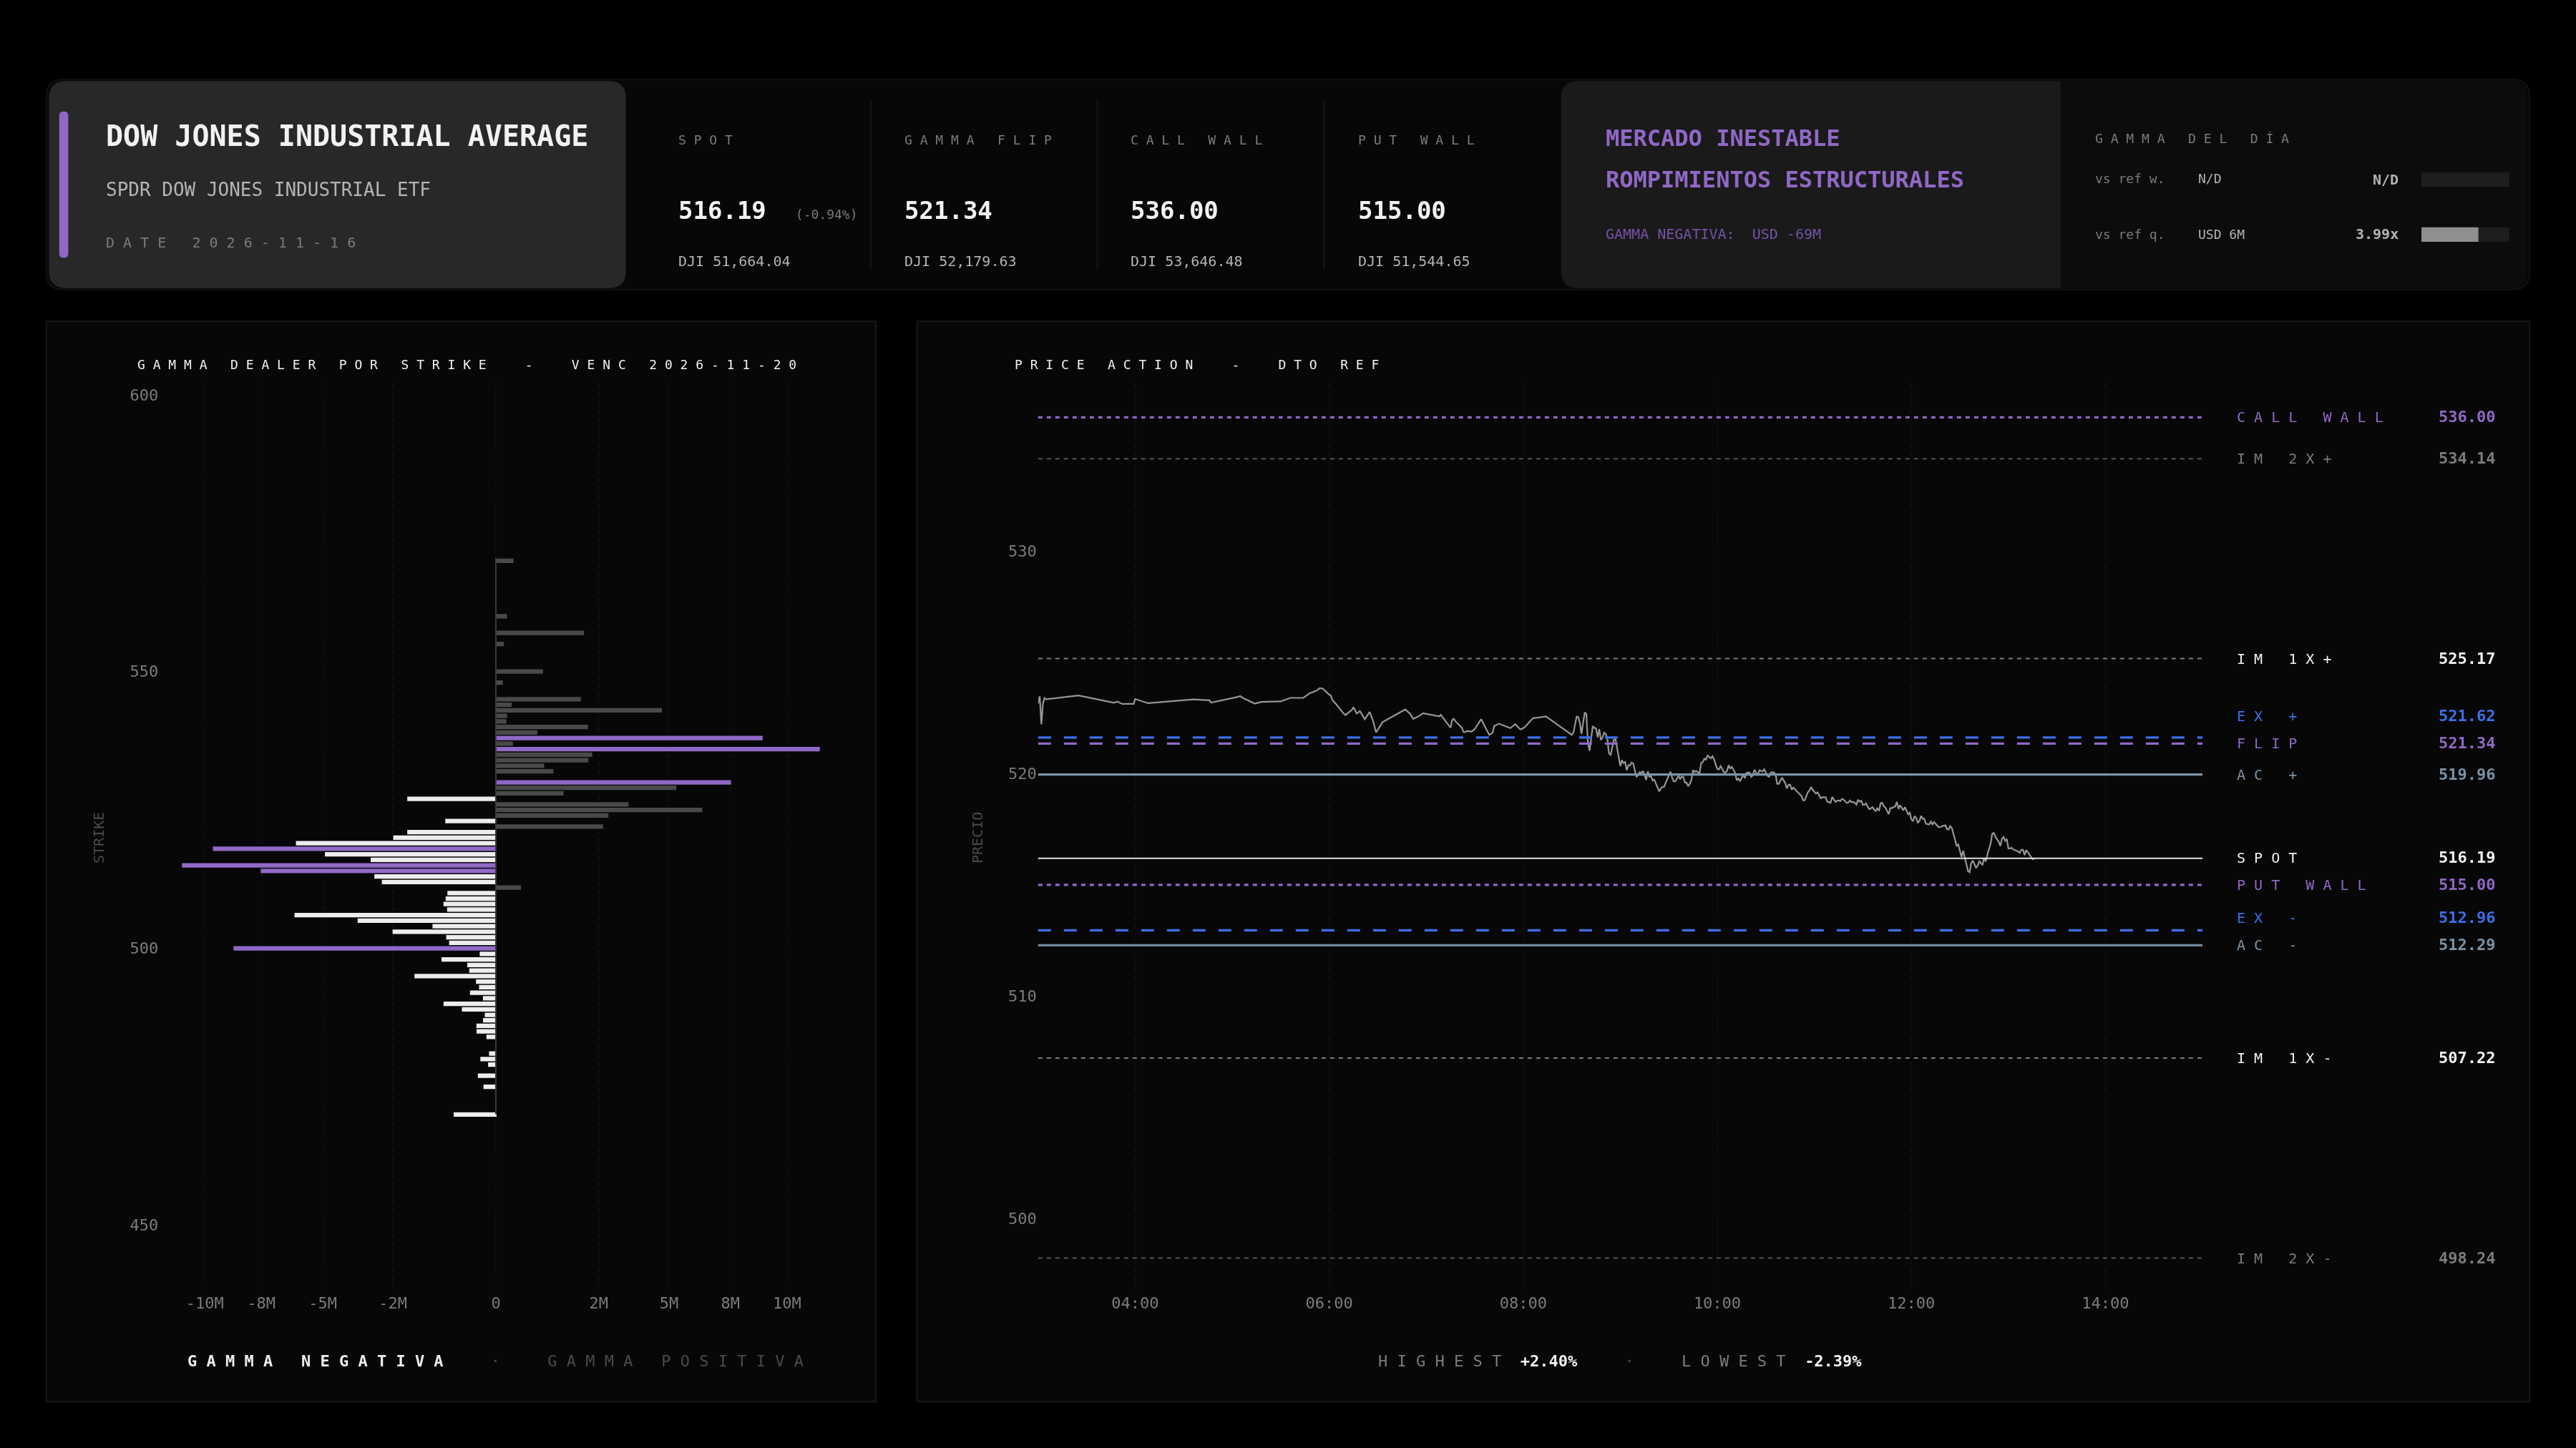 DOW JONES INDUSTRIAL AVERAGE
SPDR DOW JONES INDUSTRIAL ETF
DATE 2026-11-16
SPOT
516.19 (-0.94%)
DJI 51,664.04
GAMMA FLIP
521.34
DJI 52,179.63
CALL WALL
536.00
DJI 53,646.48
PUT WALL
515.00
DJI 51,544.65
MERCADO INESTABLE
ROMPIMIENTOS ESTRUCTURALES
GAMMA NEGATIVA: USD -69M
GAMMA DEL DÍA
vs ref w. N/D N/D
vs ref q. USD 6M 3.99x
GAMMA DEALER POR STRIKE - VENC 2026-11-20
600
550
500
450
STRIKE
-10M -8M -5M -2M 0 2M 5M 8M 10M
GAMMA NEGATIVA · GAMMA POSITIVA
PRICE ACTION - DTO REF
530
520
510
500
PRECIO
CALL WALL 536.00
IM 2X+ 534.14
IM 1X+ 525.17
EX + 521.62
FLIP 521.34
AC + 519.96
SPOT 516.19
PUT WALL 515.00
EX - 512.96
AC - 512.29
IM 1X- 507.22
IM 2X- 498.24
04:00 06:00 08:00 10:00 12:00 14:00
HIGHEST +2.40% · LOWEST -2.39%